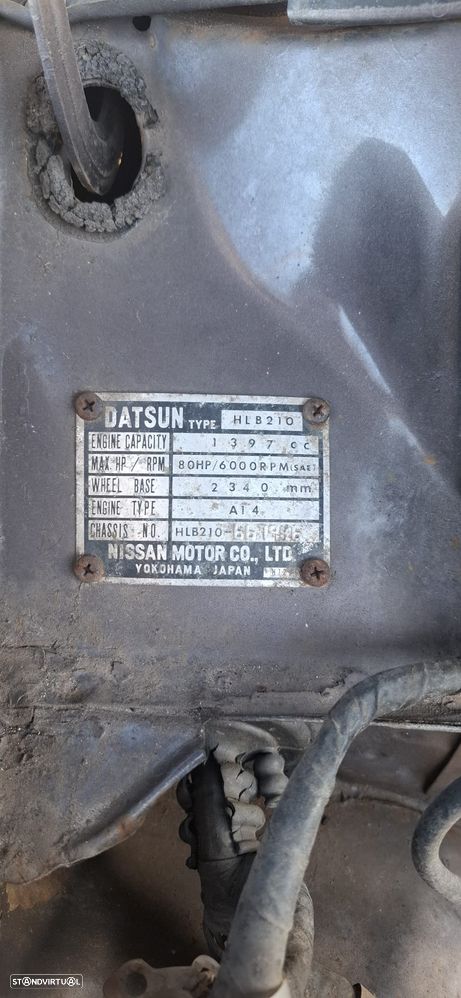 DATSUN TYPE HLB210
ENGINE CAPACITY 1397 cc
MAX.HP / RPM 80HP/6000RPM(SAE)
WHEEL BASE 2340 mm
ENGINE TYPE A14
CHASSIS NO. HLB210-
NISSAN MOTOR CO., LTD.
YOKOHAMA JAPAN
STANDVIRTUAL